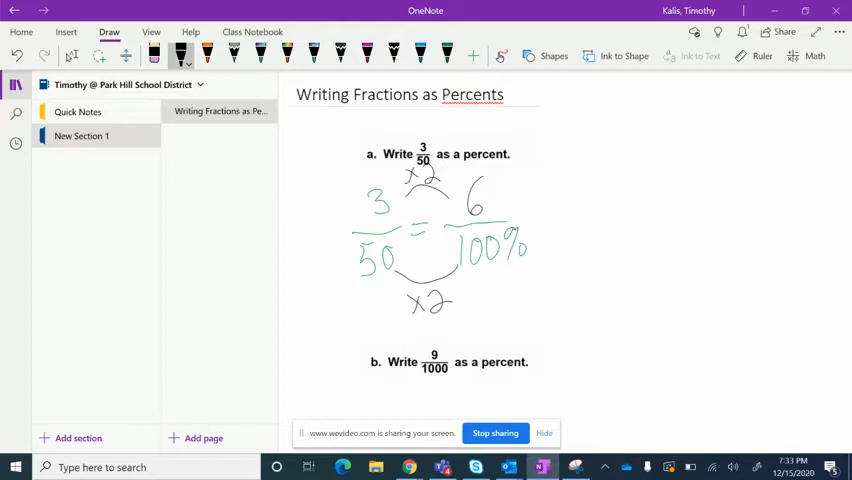 OneNote
Kalis, Timothy
Home Insert Draw View Help Class Notebook
Share
Shapes Ink to Shape Ink to Text Ruler Math
Timothy @ Park Hill School District
Quick Notes
New Section 1
Writing Fractions as Pe...
Writing Fractions as Percents
a. Write 3/50 as a percent.
×2
3/50 = 6/100%
×2
b. Write 9/1000 as a percent.
www.wevideo.com is sharing your screen. Stop sharing Hide
Add section
Add page
Type here to search
7:33 PM
12/15/2020